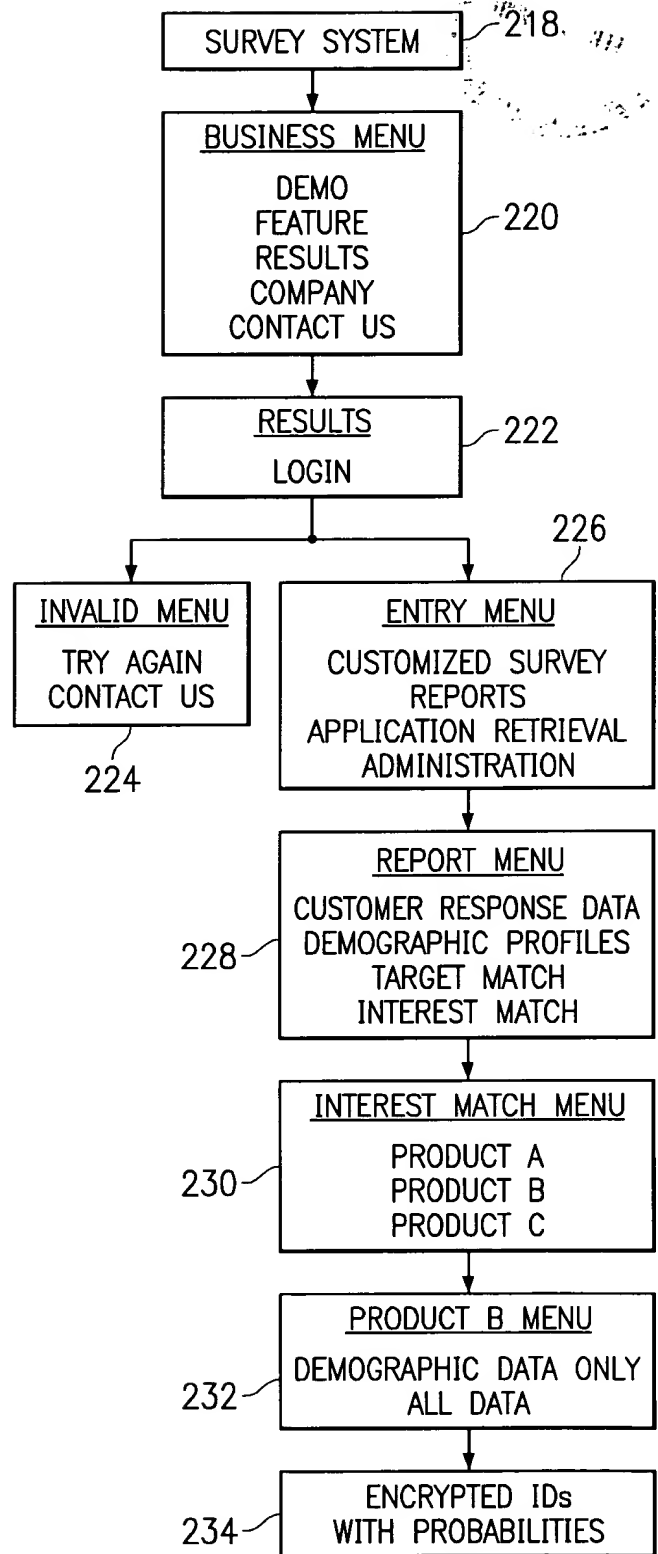 SURVEY SYSTEM
218
BUSINESS MENU
DEMO
FEATURE
RESULTS
COMPANY
CONTACT US
220
RESULTS
LOGIN
222
226
INVALID MENU
TRY AGAIN
CONTACT US
224
ENTRY MENU
CUSTOMIZED SURVEY
REPORTS
APPLICATION RETRIEVAL
ADMINISTRATION
REPORT MENU
CUSTOMER RESPONSE DATA
DEMOGRAPHIC PROFILES
TARGET MATCH
INTEREST MATCH
228
INTEREST MATCH MENU
PRODUCT A
PRODUCT B
PRODUCT C
230
PRODUCT B MENU
DEMOGRAPHIC DATA ONLY
ALL DATA
232
ENCRYPTED IDs
WITH PROBABILITIES
234